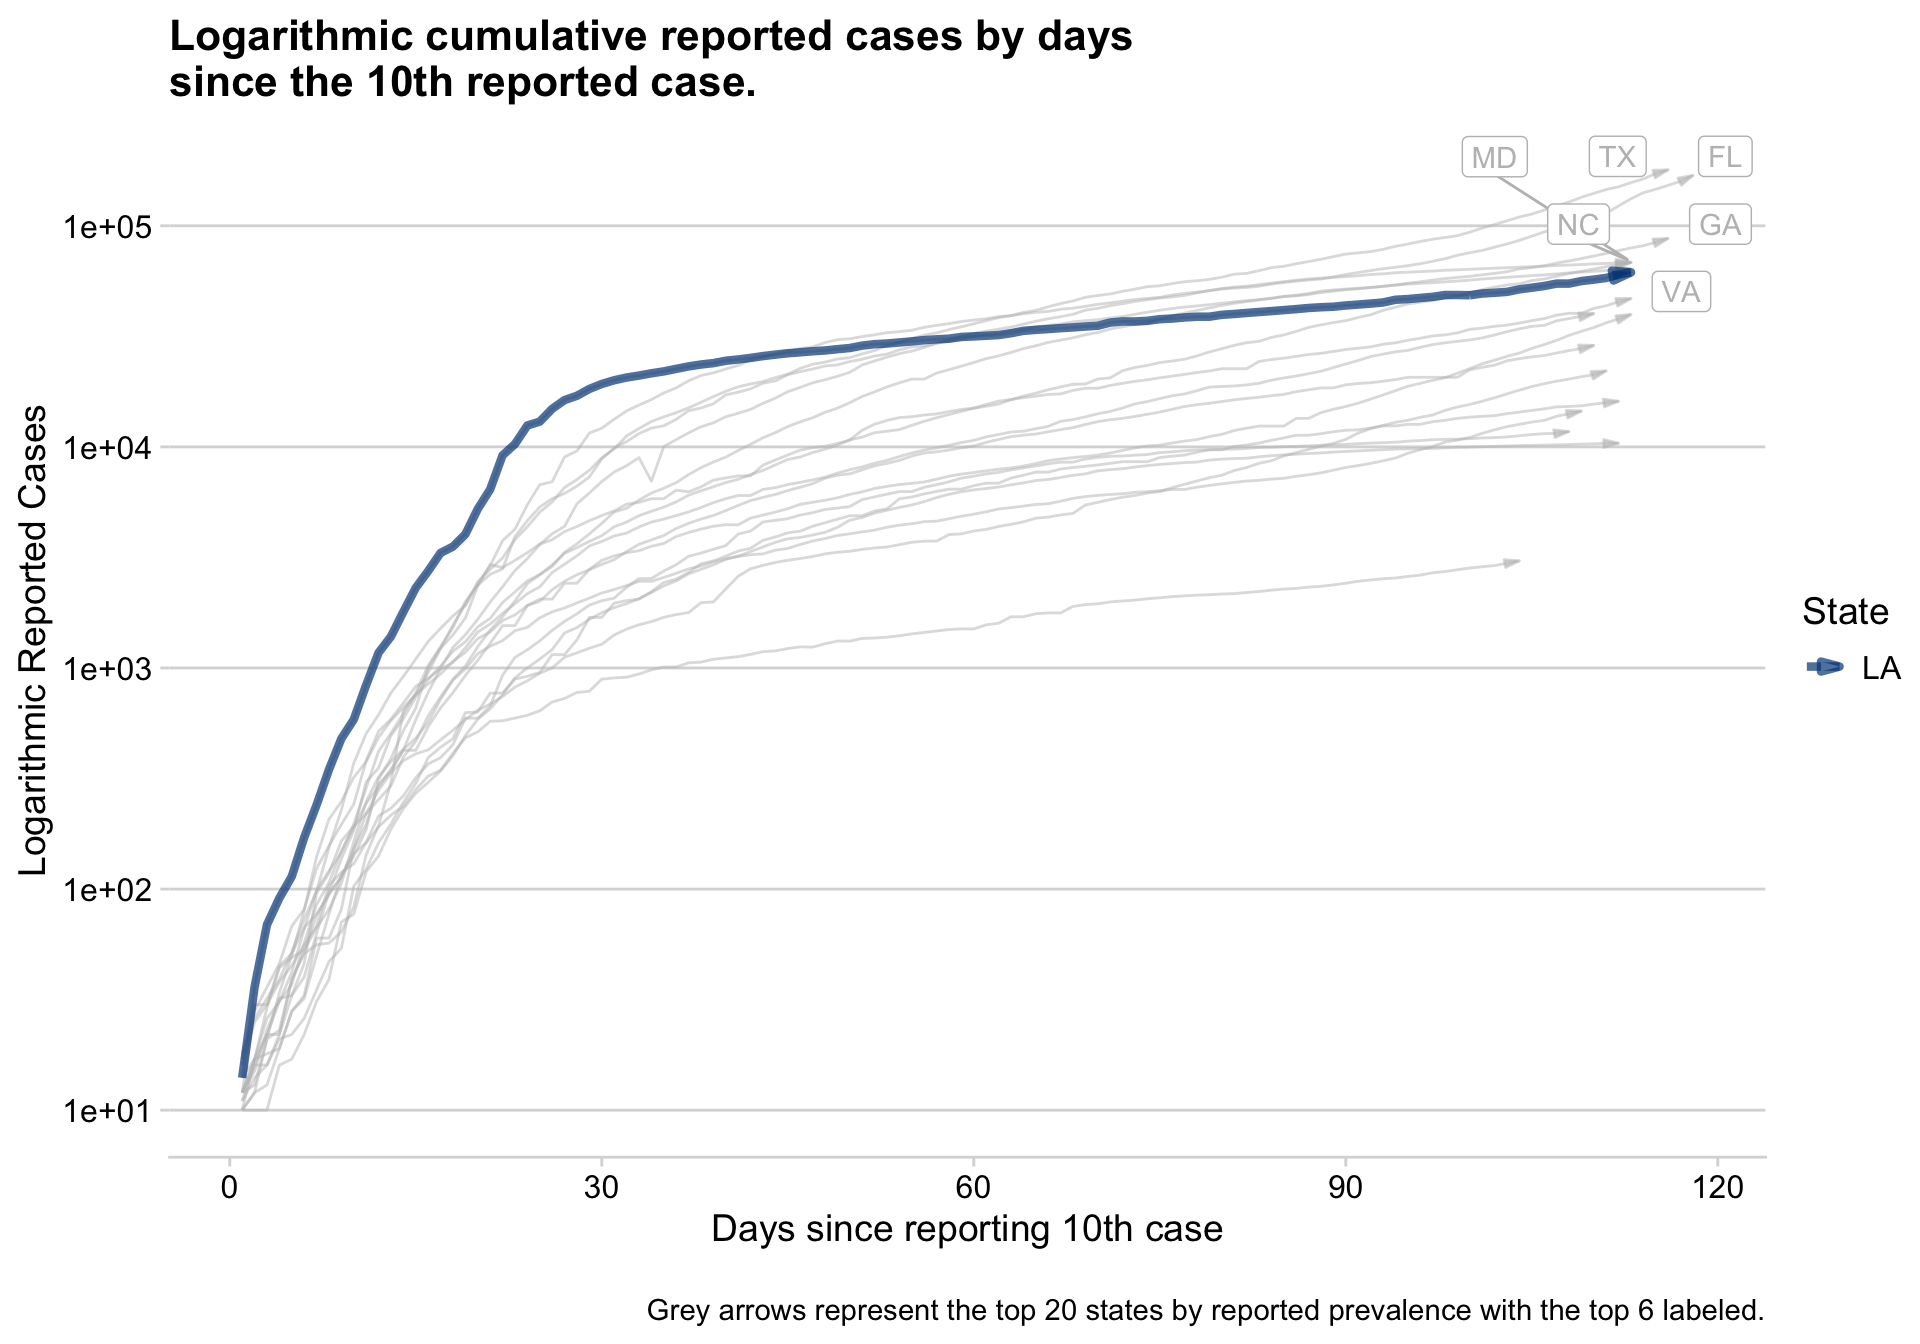 Logarithmic cumulative reported cases by days
since the 10th reported case.
MD
TX
FL
NC
GA
VA
1e+05
1e+04
1e+03
1e+02
1e+01
Logarithmic Reported Cases
State
LA
0
30
60
90
120
Days since reporting 10th case
Grey arrows represent the top 20 states by reported prevalence with the top 6 labeled.